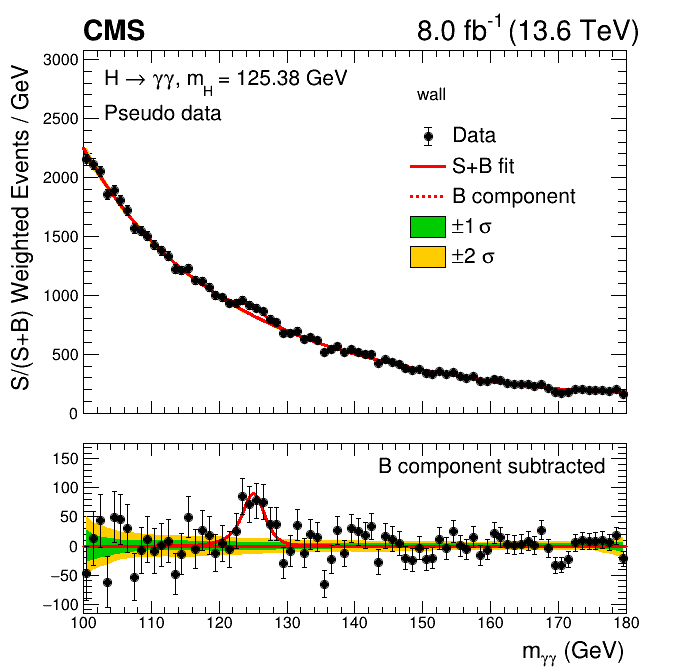 CMS 8.0 fb⁻¹ (13.6 TeV)
H → γγ, m_H = 125.38 GeV
Pseudo data
wall
Data
S+B fit
B component
±1 σ
±2 σ
S/(S+B) Weighted Events / GeV
3000
2500
2000
1500
1000
500
0
B component subtracted
150
100
50
0
−50
−100
100 110 120 130 140 150 160 170 180
m_γγ (GeV)